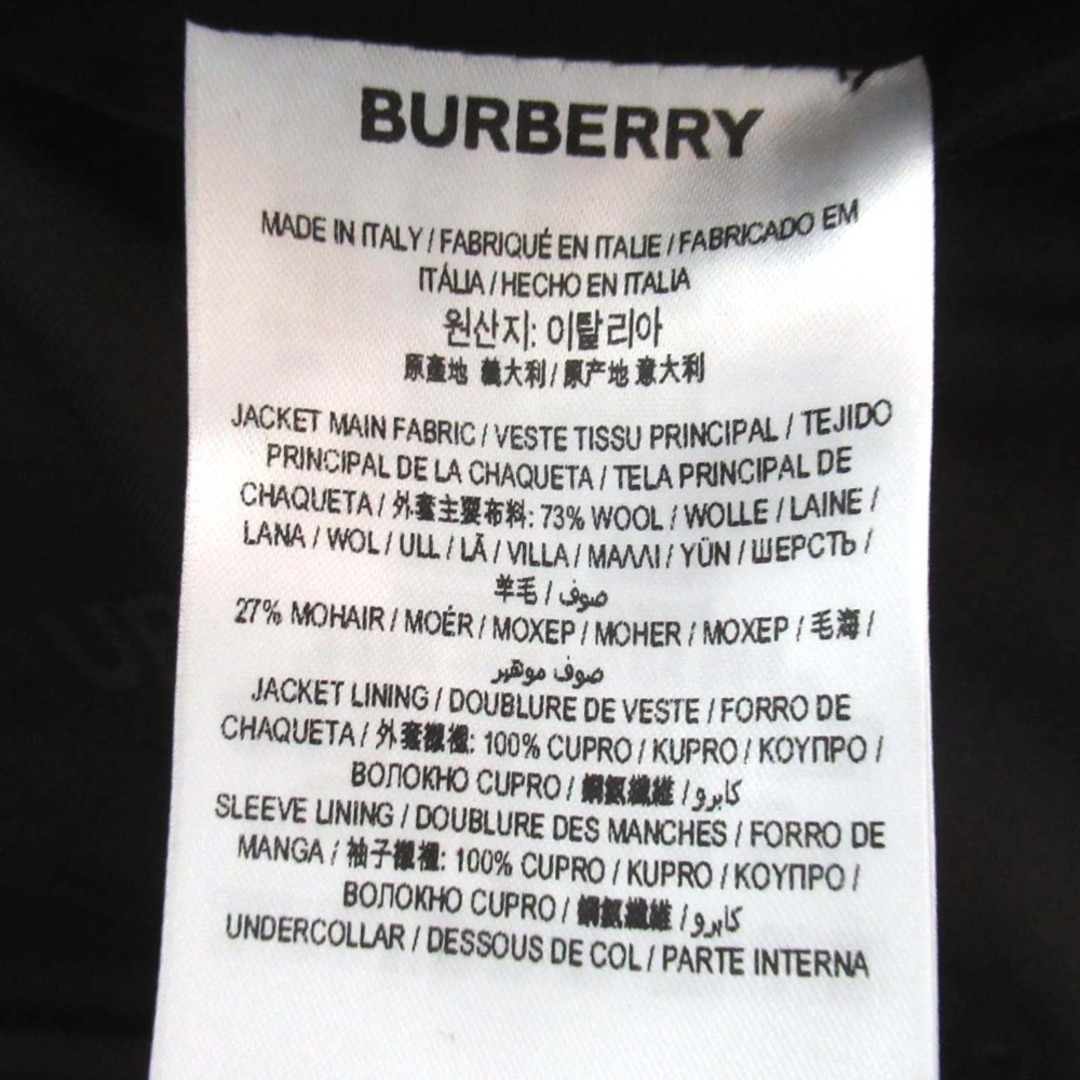 BURBERRY
MADE IN ITALY / FABRIQUÉ EN ITALIE / FABRICADO EM
ITÁLIA / HECHO EN ITALIA
원산지: 이탈리아
原產地 義大利 / 原产地 意大利
JACKET MAIN FABRIC / VESTE TISSU PRINCIPAL / TEJIDO
PRINCIPAL DE LA CHAQUETA / TELA PRINCIPAL DE
CHAQUETA / 外套主要布料: 73% WOOL / WOLLE / LAINE /
LANA / WOL / ULL / LÃ / VILLA / ΜΑΛΛΙ / YÜN / ШЕРСТЬ /
羊毛 / صوف
27% MOHAIR / MOÉR / МОХЕР / MOHER / МОХЕР / 毛海 /
صوف موهير
JACKET LINING / DOUBLURE DE VESTE / FORRO DE
CHAQUETA / 外套襯裡: 100% CUPRO / KUPRO / ΚΟΥΠΡΟ /
ВОЛОКНО CUPRO / 銅氨纖維 / كابرو
SLEEVE LINING / DOUBLURE DES MANCHES / FORRO DE
MANGA / 袖子襯裡: 100% CUPRO / KUPRO / ΚΟΥΠΡΟ /
ВОЛОКНО CUPRO / 銅氨纖維 / كابرو
UNDERCOLLAR / DESSOUS DE COL / PARTE INTERNA